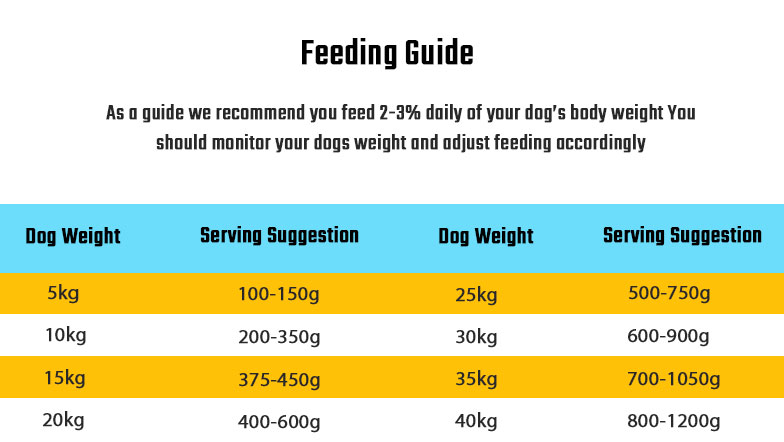 Feeding Guide
As a guide we recommend you feed 2-3% daily of your dog's body weight You
should monitor your dogs weight and adjust feeding accordingly
Dog Weight Serving Suggestion Dog Weight Serving Suggestion
5kg 100-150g 25kg 500-750g
10kg 200-350g 30kg 600-900g
15kg 375-450g 35kg 700-1050g
20kg 400-600g 40kg 800-1200g